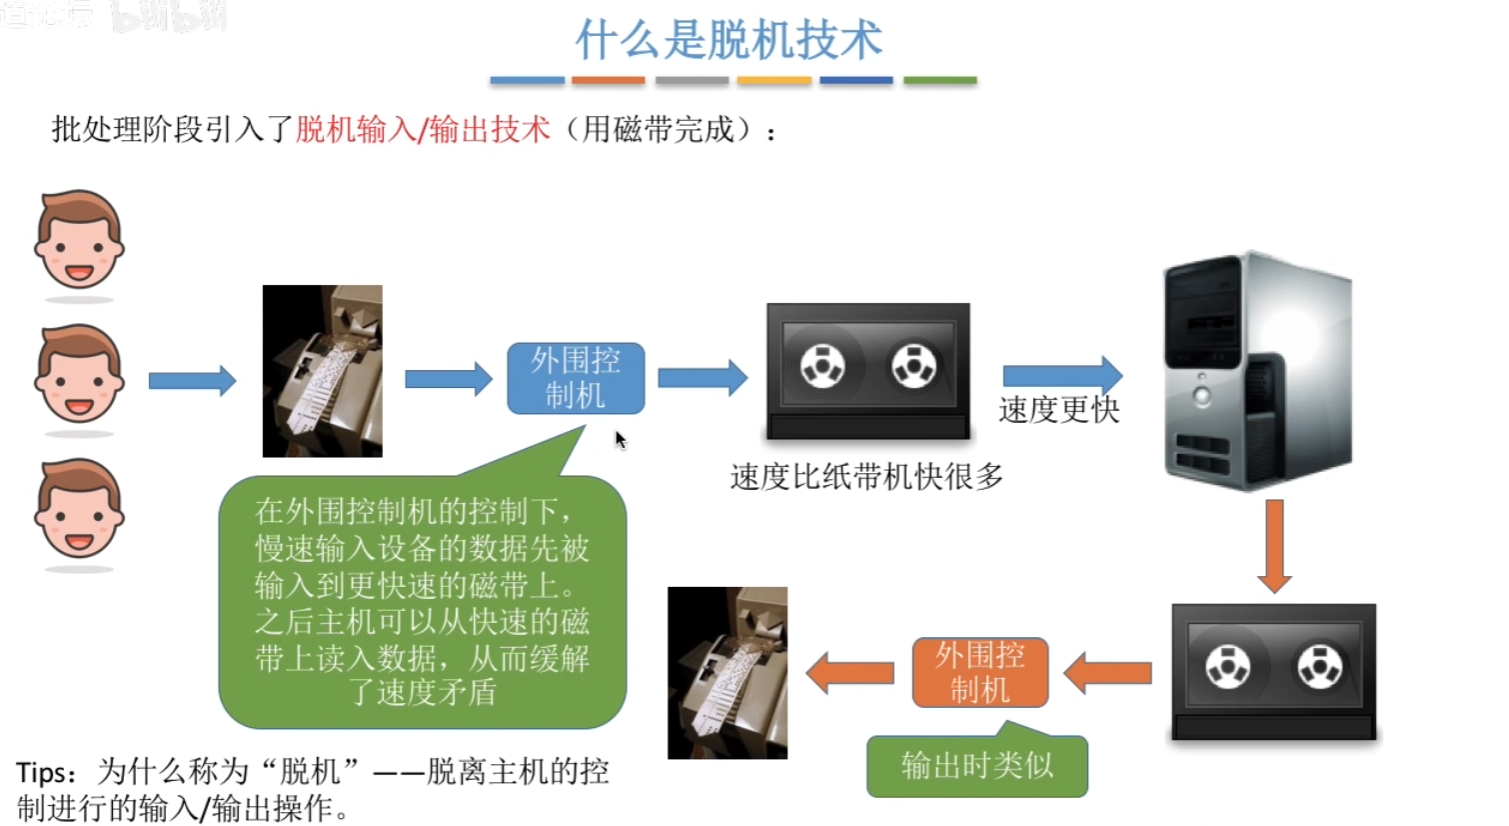 bilibili
什么是脱机技术
批处理阶段引入了脱机输入/输出技术（用磁带完成）：
外围控
制机
速度更快
速度比纸带机快很多
在外围控制机的控制下，
慢速输入设备的数据先被
输入到更快速的磁带上。
之后主机可以从快速的磁
带上读入数据，从而缓解
了速度矛盾
外围控
制机
输出时类似
Tips：为什么称为“脱机”——脱离主机的控
制进行的输入/输出操作。